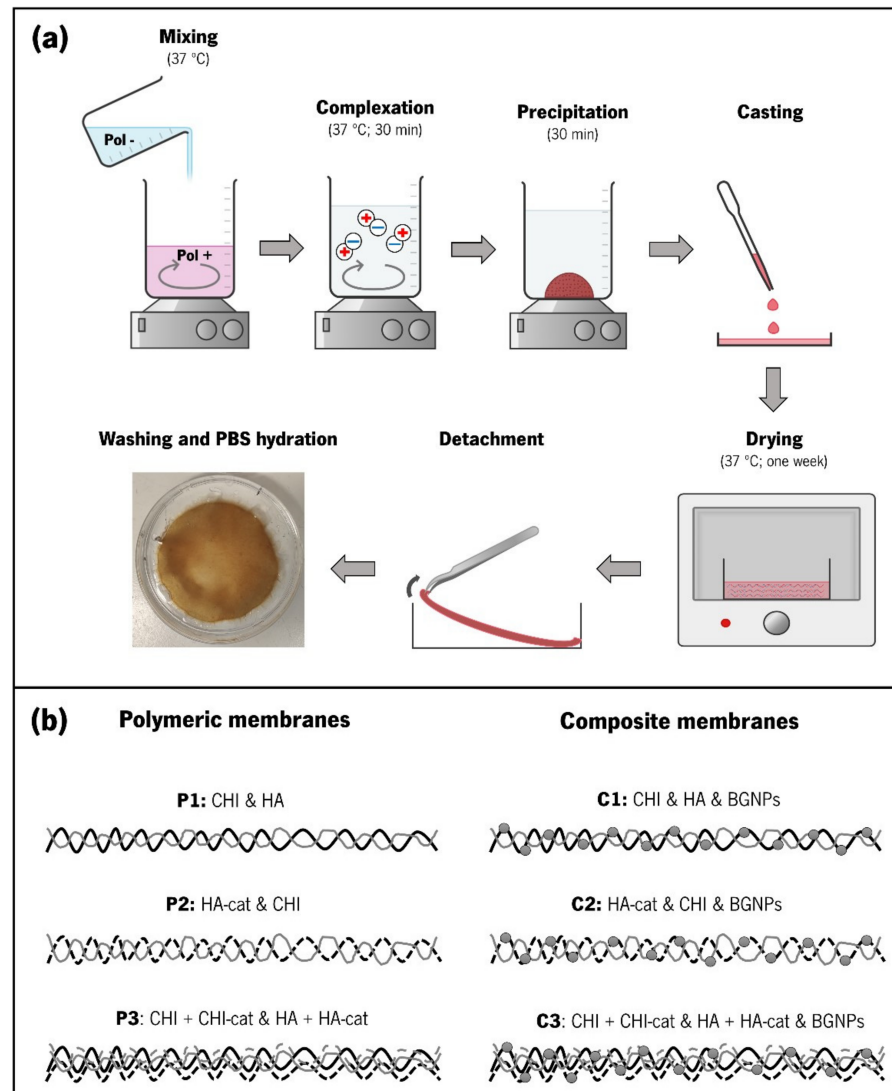 (a)
Mixing
(37 °C)
Pol -
Pol +
Complexation
(37 °C; 30 min)
Precipitation
(30 min)
Casting
Drying
(37 °C; one week)
Detachment
Washing and PBS hydration
(b)
Polymeric membranes
Composite membranes
P1: CHI & HA
C1: CHI & HA & BGNPs
P2: HA-cat & CHI
C2: HA-cat & CHI & BGNPs
P3: CHI + CHI-cat & HA + HA-cat
C3: CHI + CHI-cat & HA + HA-cat & BGNPs